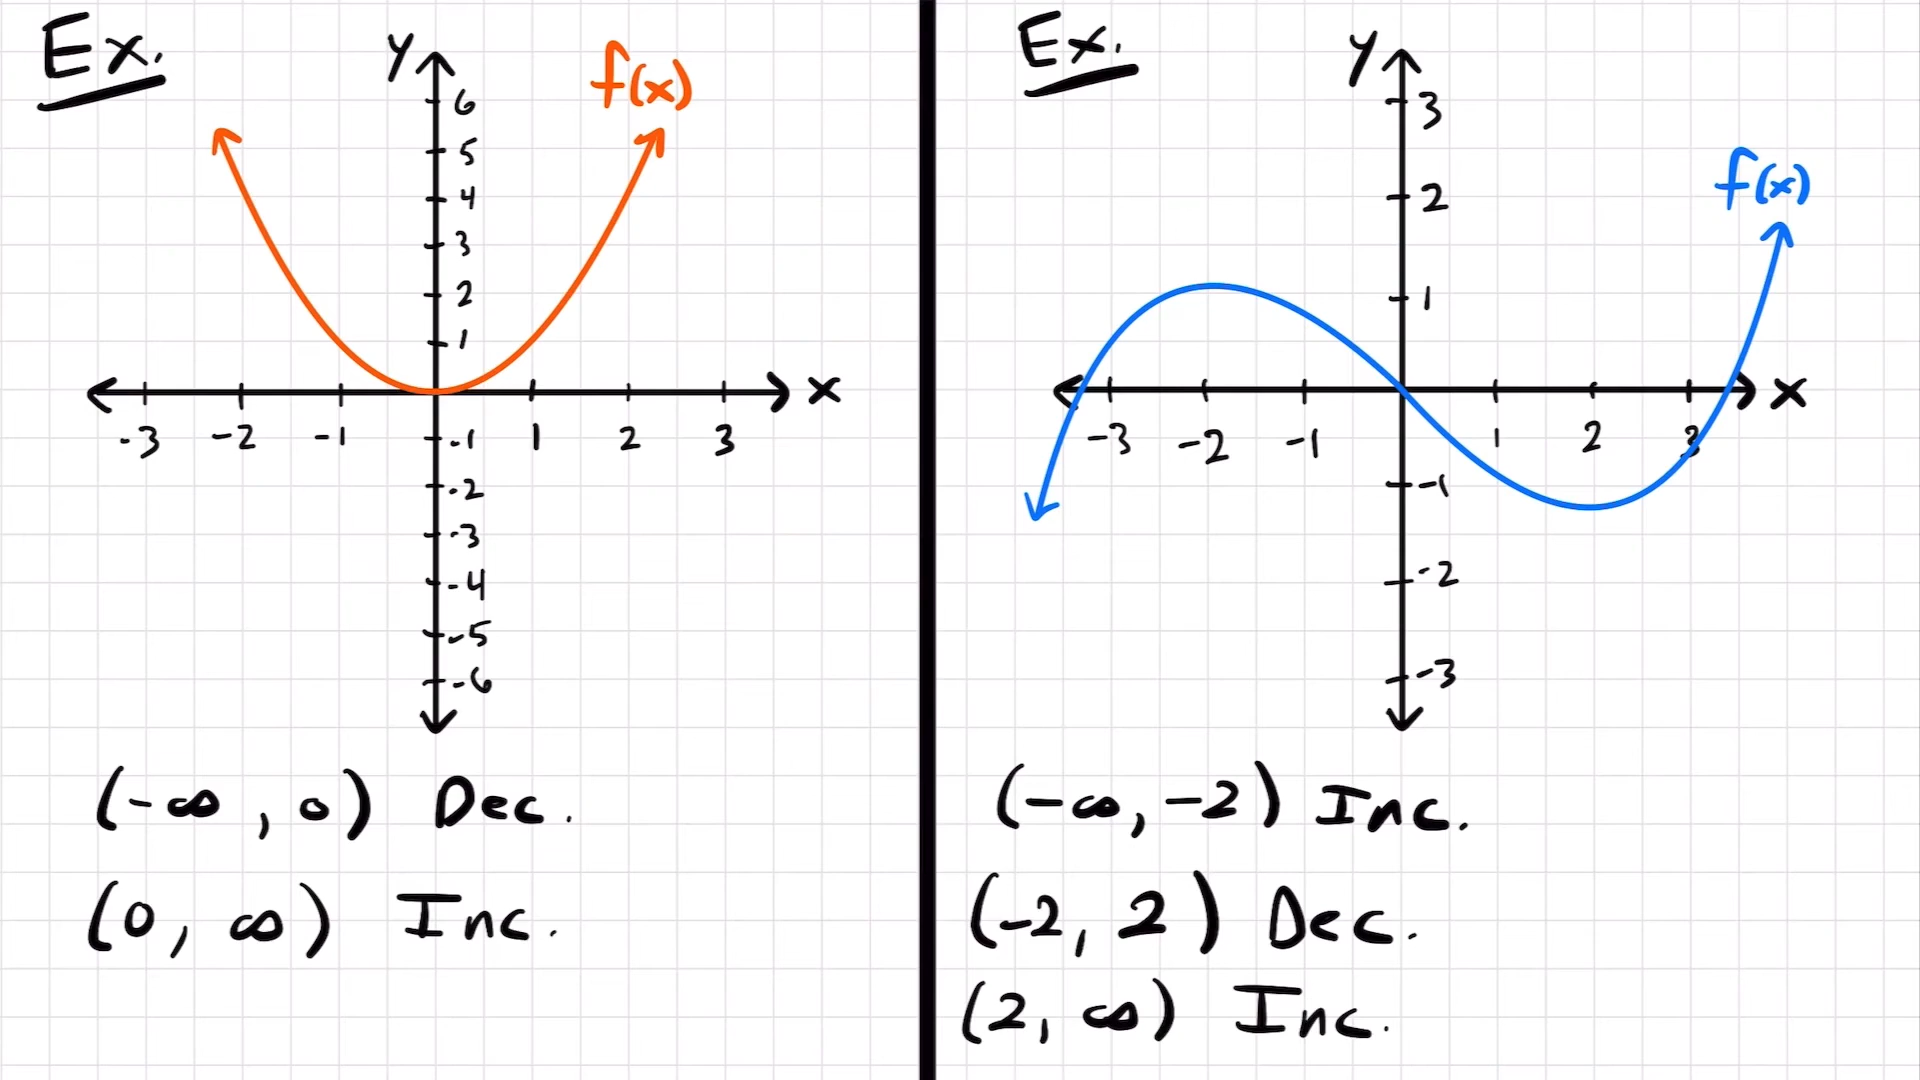 Ex.
y
f(x)
6
5
4
3
2
1
x
-3 -2 -1 1 2 3
-1
-2
-3
-4
-5
-6
(-∞, 0) Dec.
(0, ∞) Inc.
Ex.
y
3
f(x)
2
1
x
-3 -2 -1 1 2 3
-1
-2
-3
(-∞, -2) Inc.
(-2, 2) Dec.
(2, ∞) Inc.